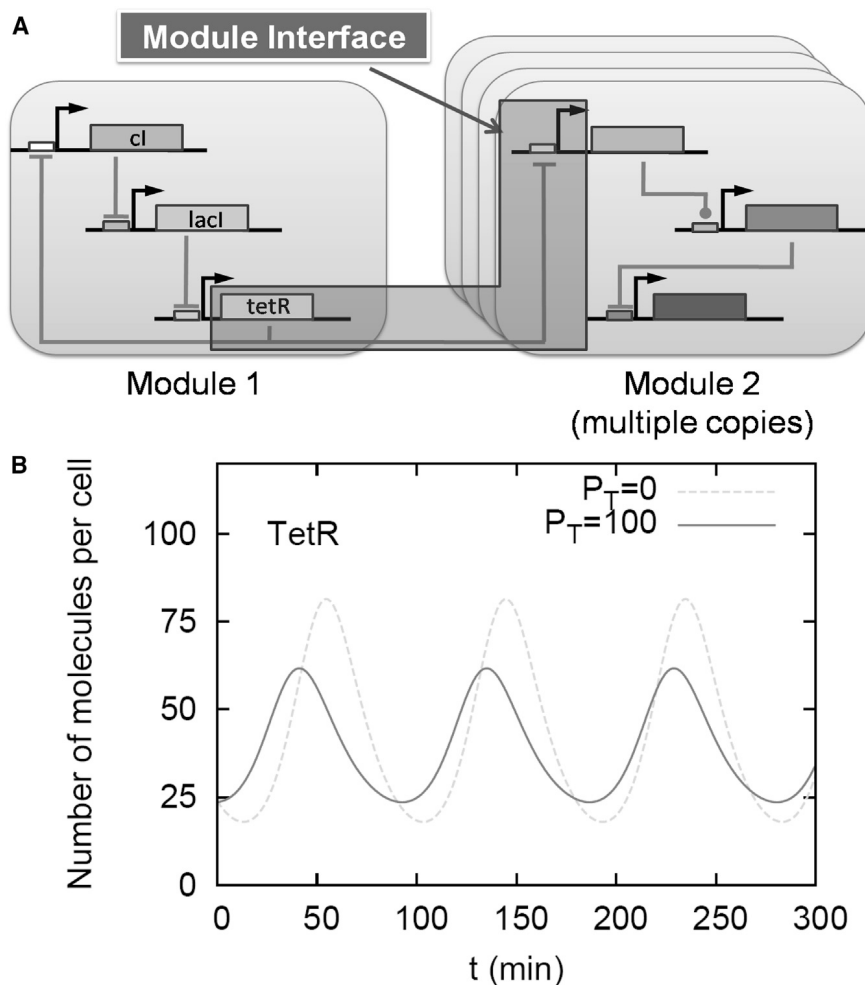 A
Module Interface
cI
lacI
tetR
Module 1
Module 2
(multiple copies)
B
Number of molecules per cell
100
75
50
25
0
TetR
P_T=0
P_T=100
0 50 100 150 200 250 300
t (min)